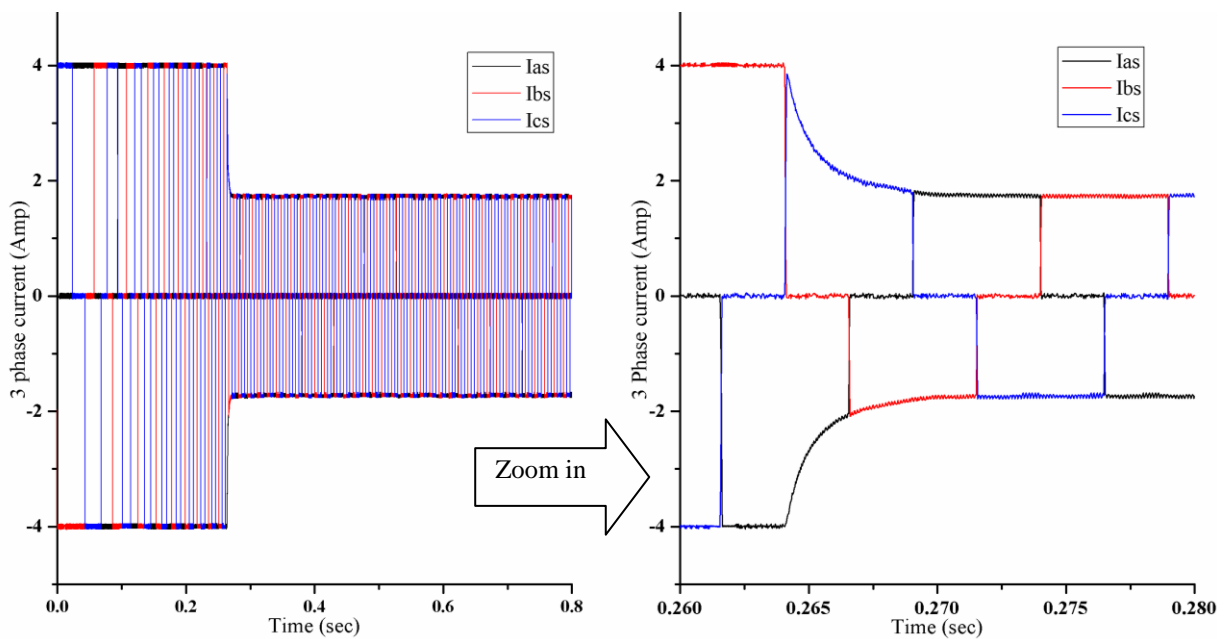 3 phase current (Amp)
4
2
0
-2
-4
Ias
Ibs
Ics
0.0 0.2 0.4 0.6 0.8
Time (sec)
Zoom in
3 Phase current (Amp)
4
2
0
-2
-4
Ias
Ibs
Ics
0.260 0.265 0.270 0.275 0.280
Time (sec)